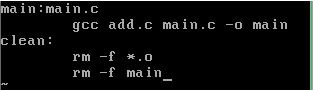 main:main.c
        gcc add.c main.c -o main
clean:
        rm -f *.o
        rm -f main_
~